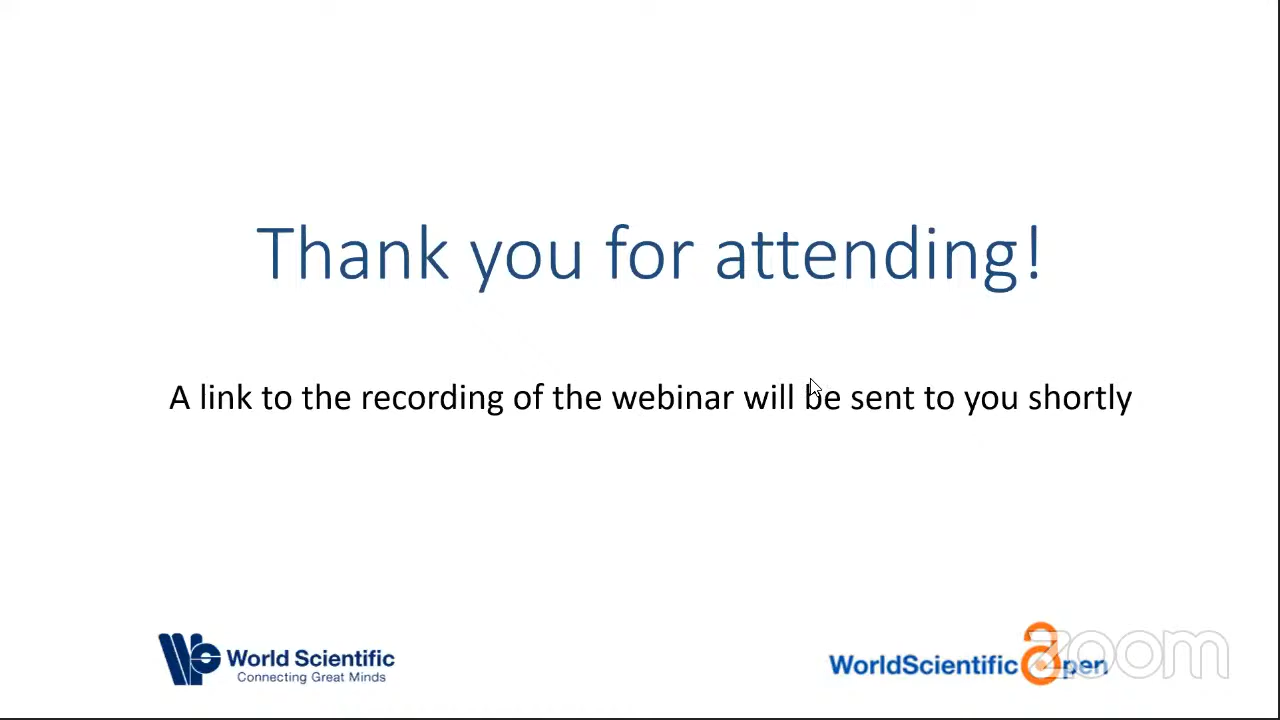 Thank you for attending!
A link to the recording of the webinar will be sent to you shortly
World Scientific
Connecting Great Minds
WorldScientific Open
zoom